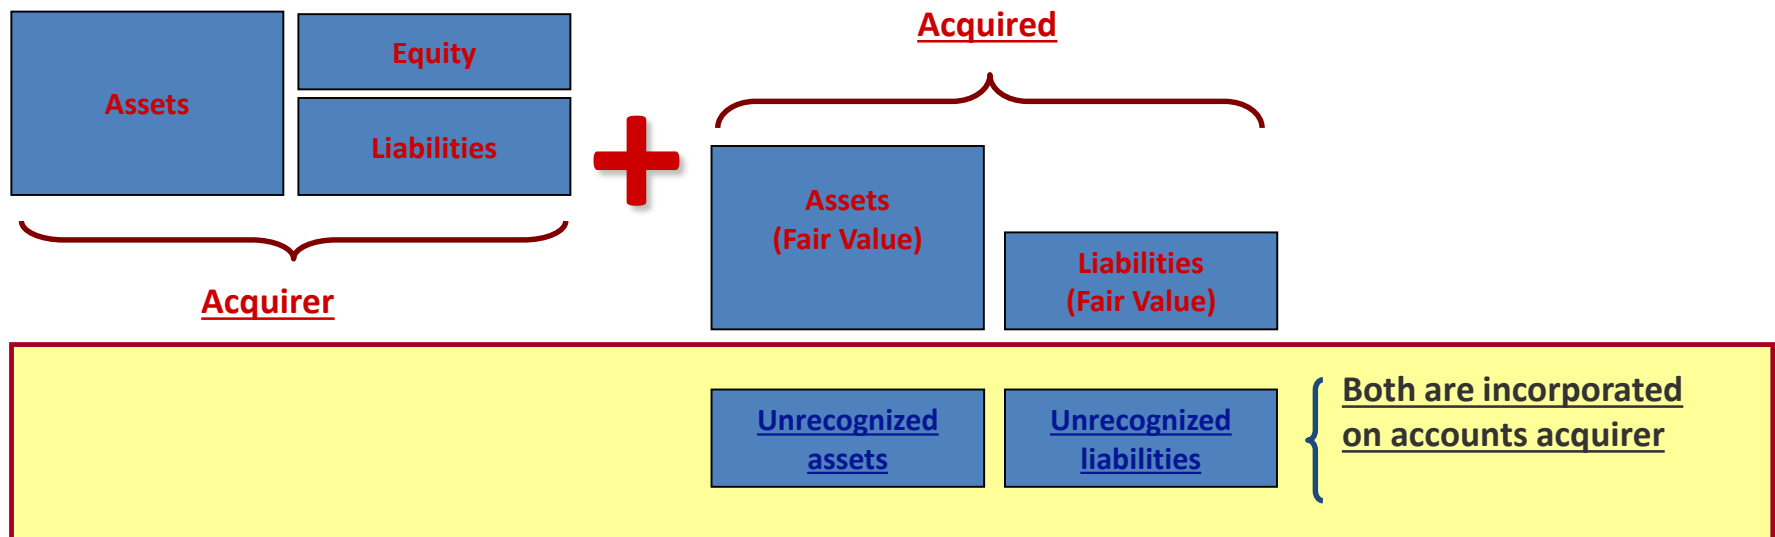 Assets
Equity
Liabilities
Acquirer
Acquired
Assets
(Fair Value)
Liabilities
(Fair Value)
Unrecognized
assets
Unrecognized
liabilities
Both are incorporated
on accounts acquirer